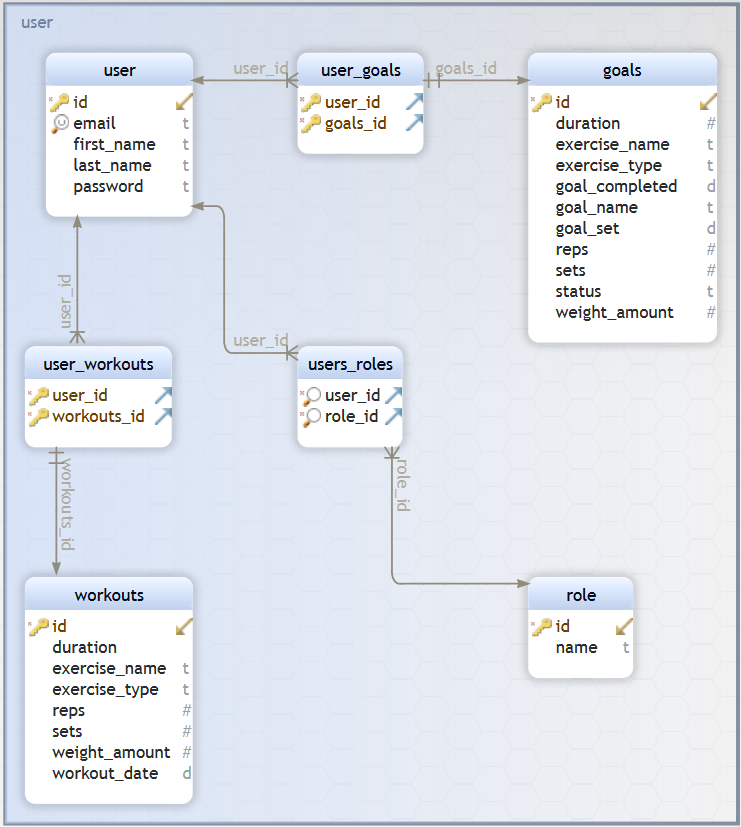 user
user
id
email t
first_name t
last_name t
password t
user_id
user_goals
user_id
goals_id
goals_id
goals
id
duration #
exercise_name t
exercise_type t
goal_completed d
goal_name t
goal_set d
reps #
sets #
status t
weight_amount #
user_id
user_id
user_workouts
user_id
workouts_id
users_roles
user_id
role_id
workouts_id
role_id
workouts
id
duration
exercise_name t
exercise_type t
reps #
sets #
weight_amount #
workout_date d
role
id
name t